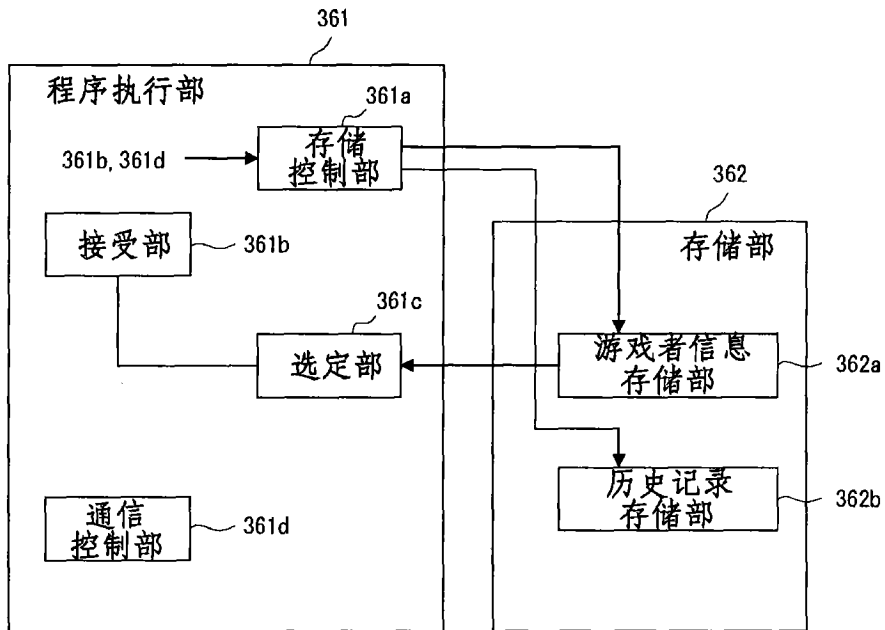 361
程序执行部
361a
存储
控制部
361b, 361d
362
存储部
接受部
361b
361c
选定部
游戏者信息
存储部
362a
历史记录
存储部
362b
通信
控制部
361d